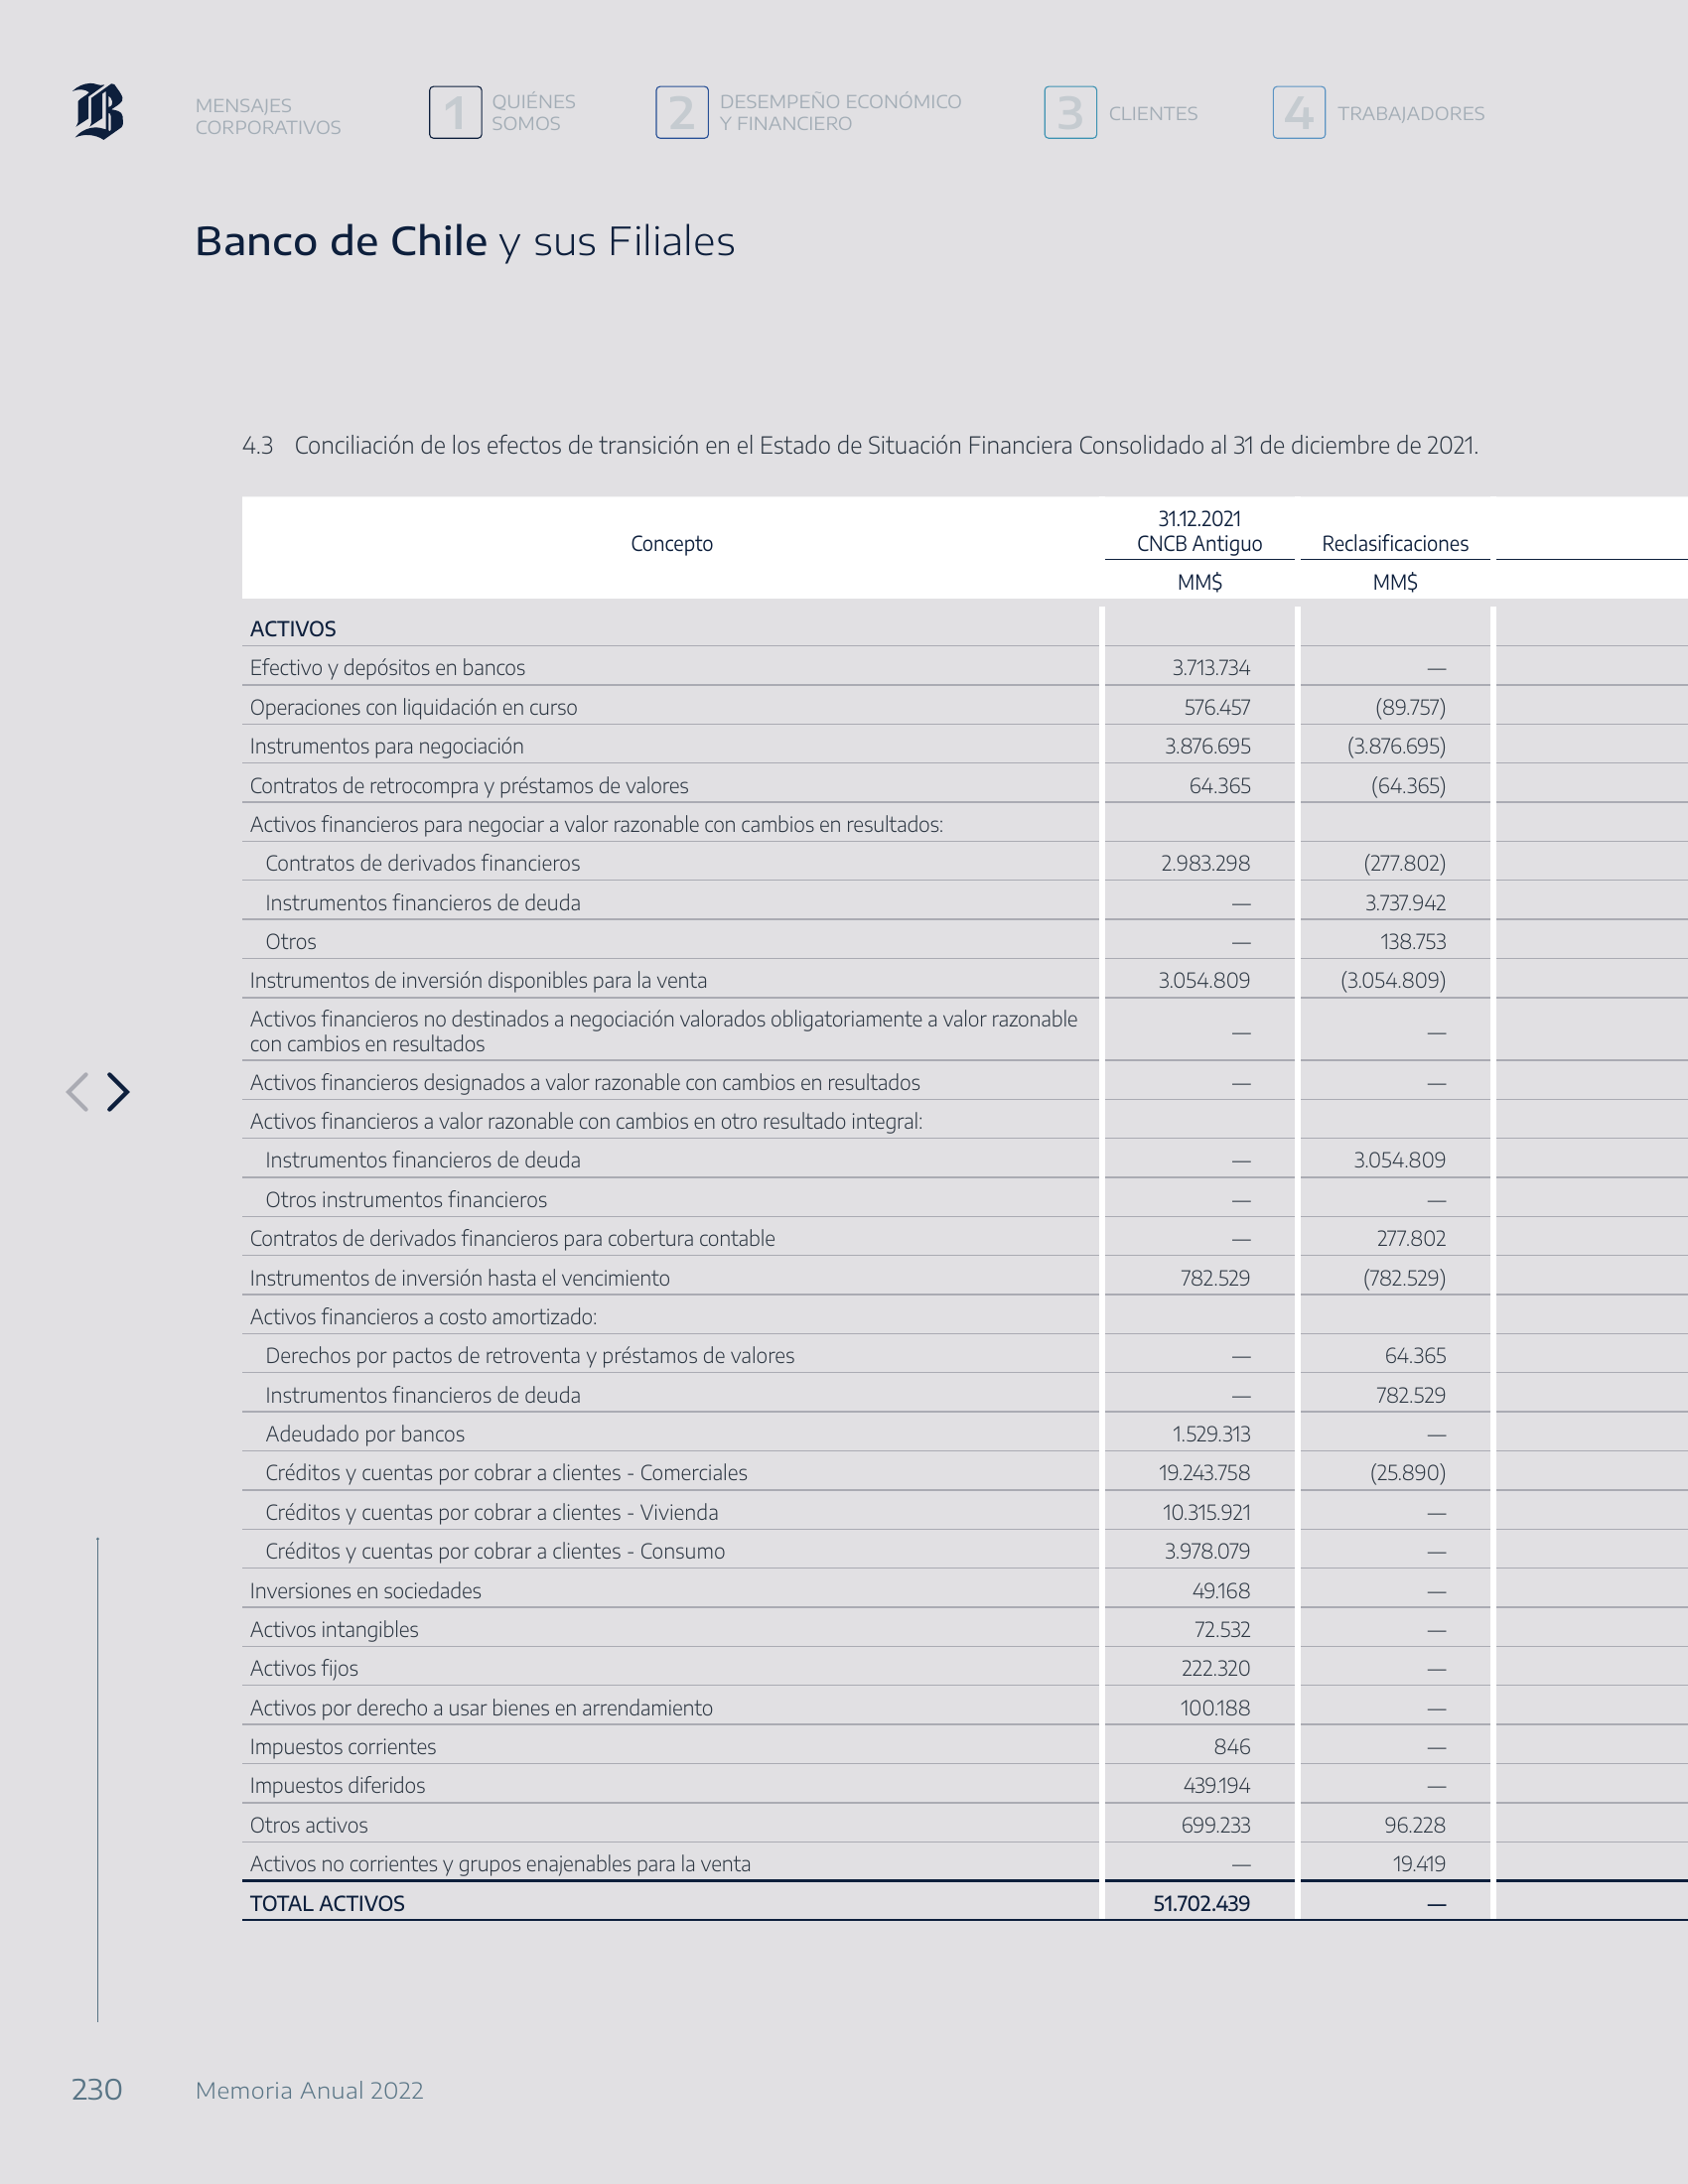 MENSAJES
CORPORATIVOS
1 QUIÉNES
SOMOS
2 DESEMPEÑO ECONÓMICO
Y FINANCIERO
3 CLIENTES
4 TRABAJADORES
Banco de Chile y sus Filiales
4.3 Conciliación de los efectos de transición en el Estado de Situación Financiera Consolidado al 31 de diciembre de 2021.
Concepto
31.12.2021
CNCB Antiguo
Reclasificaciones
MM$ MM$
ACTIVOS
Efectivo y depósitos en bancos 3.713.734 —
Operaciones con liquidación en curso 576.457 (89.757)
Instrumentos para negociación 3.876.695 (3.876.695)
Contratos de retrocompra y préstamos de valores 64.365 (64.365)
Activos financieros para negociar a valor razonable con cambios en resultados:
Contratos de derivados financieros 2.983.298 (277.802)
Instrumentos financieros de deuda — 3.737.942
Otros — 138.753
Instrumentos de inversión disponibles para la venta 3.054.809 (3.054.809)
Activos financieros no destinados a negociación valorados obligatoriamente a valor razonable
con cambios en resultados — —
Activos financieros designados a valor razonable con cambios en resultados — —
Activos financieros a valor razonable con cambios en otro resultado integral:
Instrumentos financieros de deuda — 3.054.809
Otros instrumentos financieros — —
Contratos de derivados financieros para cobertura contable — 277.802
Instrumentos de inversión hasta el vencimiento 782.529 (782.529)
Activos financieros a costo amortizado:
Derechos por pactos de retroventa y préstamos de valores — 64.365
Instrumentos financieros de deuda — 782.529
Adeudado por bancos 1.529.313 —
Créditos y cuentas por cobrar a clientes - Comerciales 19.243.758 (25.890)
Créditos y cuentas por cobrar a clientes - Vivienda 10.315.921 —
Créditos y cuentas por cobrar a clientes - Consumo 3.978.079 —
Inversiones en sociedades 49.168 —
Activos intangibles 72.532 —
Activos fijos 222.320 —
Activos por derecho a usar bienes en arrendamiento 100.188 —
Impuestos corrientes 846 —
Impuestos diferidos 439.194 —
Otros activos 699.233 96.228
Activos no corrientes y grupos enajenables para la venta — 19.419
TOTAL ACTIVOS 51.702.439 —
230 Memoria Anual 2022